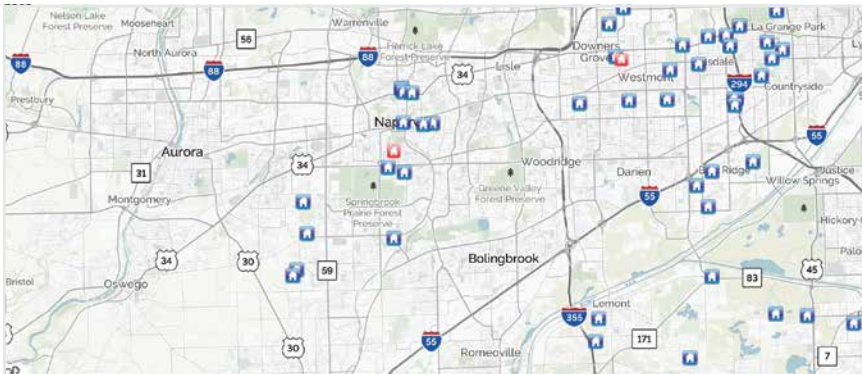 Nelson Lake
Forest Preserve
Mooseheart
Warrenville
56
North Aurora
Herrick Lake
Forest Preserve
88
88
88
34
Lisle
Downers
Grove
Westmont
La Grange Park
294
Countryside
Prestbury
Aurora
31
34
Woodridge
Darien
55
Justice
Willow Springs
Montgomery
Springbrook
Prairie Forest
Preserve
Greene Valley
Forest Preserve
55
Ridge
Hickory
34
30
59
Bolingbrook
45
83
Bristol
Oswego
Lemont
355
171
30
55
Romeoville
7